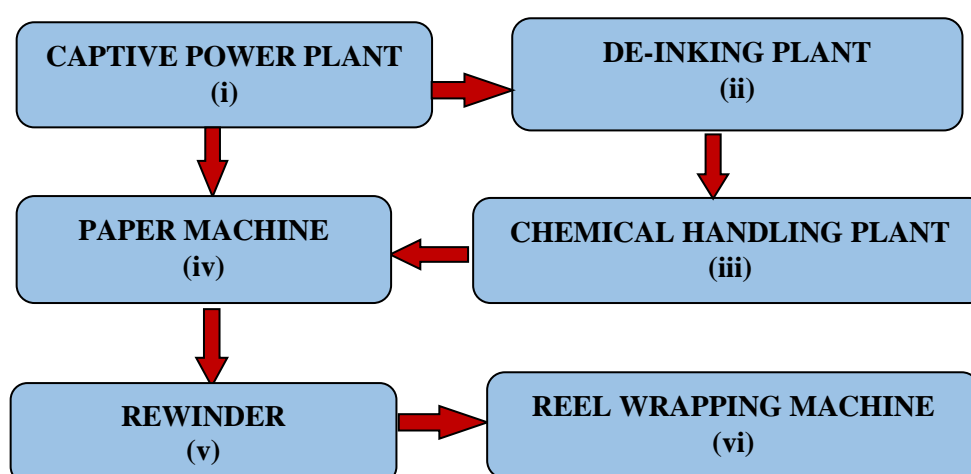 CAPTIVE POWER PLANT
(i)
DE-INKING PLANT
(ii)
CHEMICAL HANDLING PLANT
(iii)
PAPER MACHINE
(iv)
REWINDER
(v)
REEL WRAPPING MACHINE
(vi)